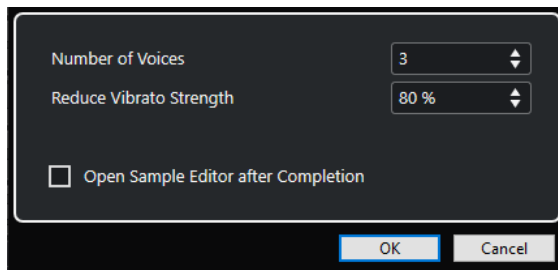 Number of Voices 3
Reduce Vibrato Strength 80 %
Open Sample Editor after Completion
OK Cancel